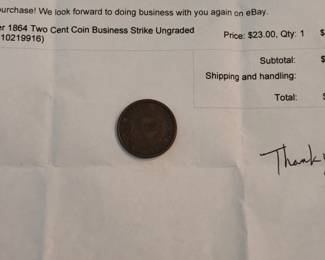 purchase! We look forward to doing business with you again on eBay.
er 1864 Two Cent Coin Business Strike Ungraded Price: $23.00, Qty: 1 $
10219916)
Subtotal: $
Shipping and handling:
Total: $
Thank